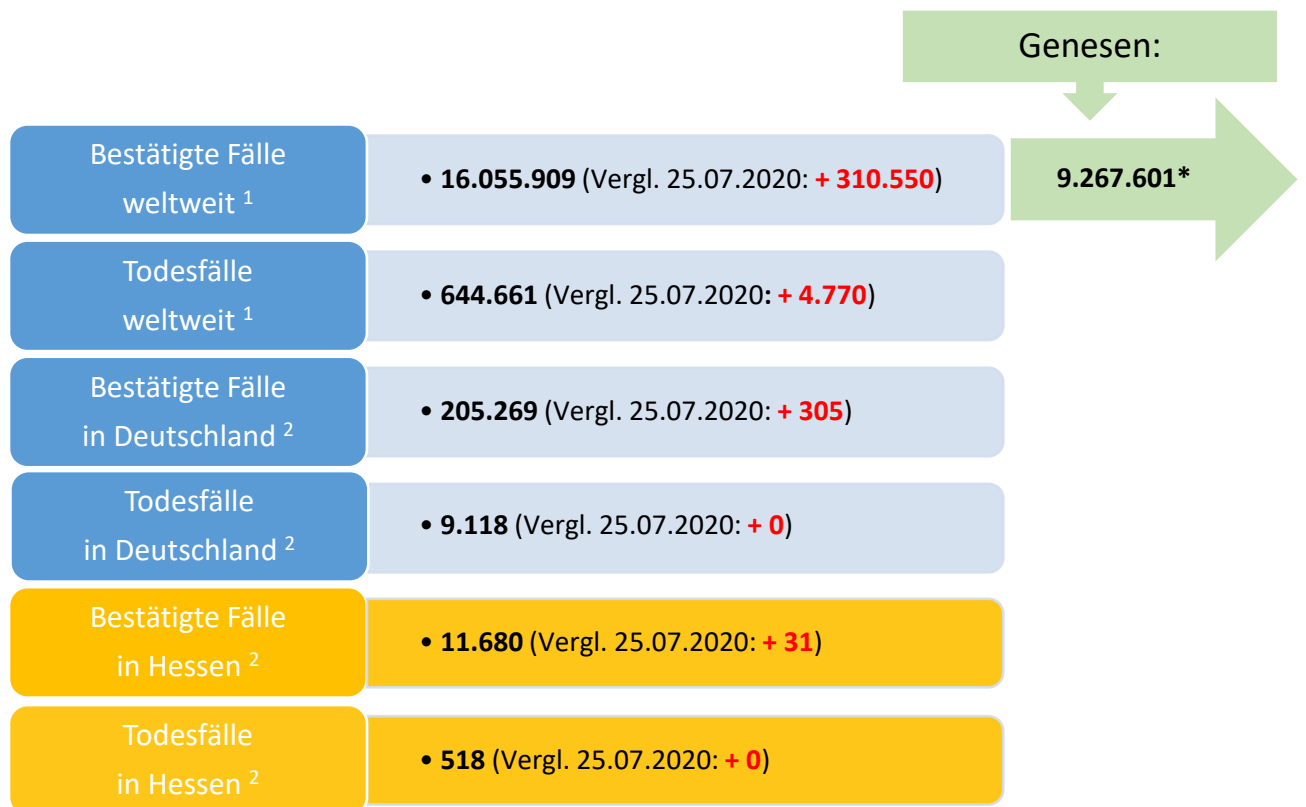 Genesen:
Bestätigte Fälle
weltweit ¹
• 16.055.909 (Vergl. 25.07.2020: + 310.550)
9.267.601*
Todesfälle
weltweit ¹
• 644.661 (Vergl. 25.07.2020: + 4.770)
Bestätigte Fälle
in Deutschland ²
• 205.269 (Vergl. 25.07.2020: + 305)
Todesfälle
in Deutschland ²
• 9.118 (Vergl. 25.07.2020: + 0)
Bestätigte Fälle
in Hessen ²
• 11.680 (Vergl. 25.07.2020: + 31)
Todesfälle
in Hessen ²
• 518 (Vergl. 25.07.2020: + 0)